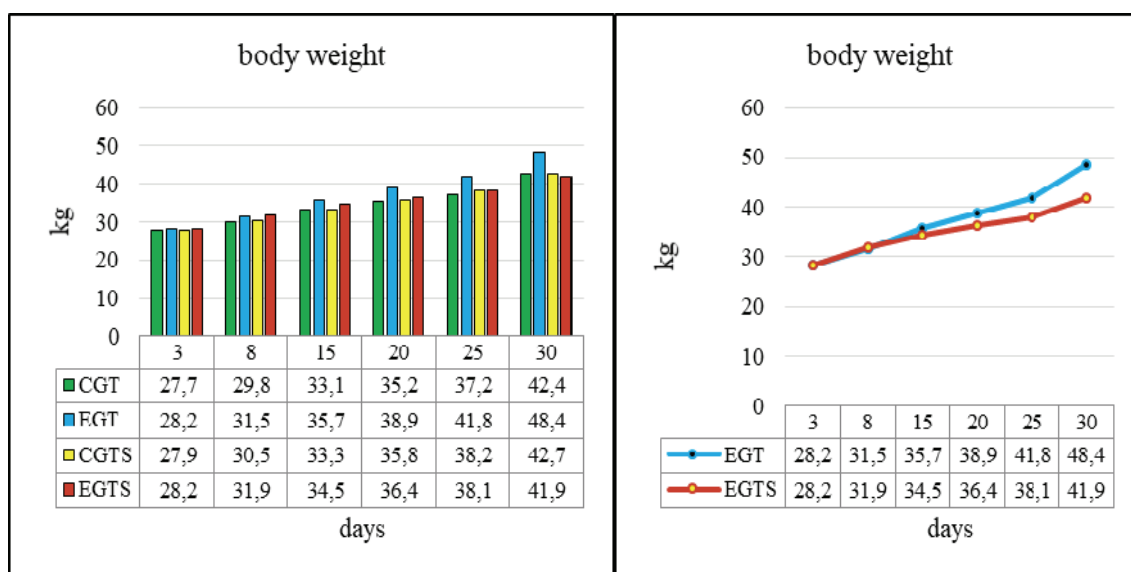 body weight
60
50
40
30
20
10
0
kg
3 8 15 20 25 30
CGT 27,7 29,8 33,1 35,2 37,2 42,4
EGT 28,2 31,5 35,7 38,9 41,8 48,4
CGTS 27,9 30,5 33,3 35,8 38,2 42,7
EGTS 28,2 31,9 34,5 36,4 38,1 41,9
days
body weight
60
50
40
30
20
10
0
kg
3 8 15 20 25 30
EGT 28,2 31,5 35,7 38,9 41,8 48,4
EGTS 28,2 31,9 34,5 36,4 38,1 41,9
days